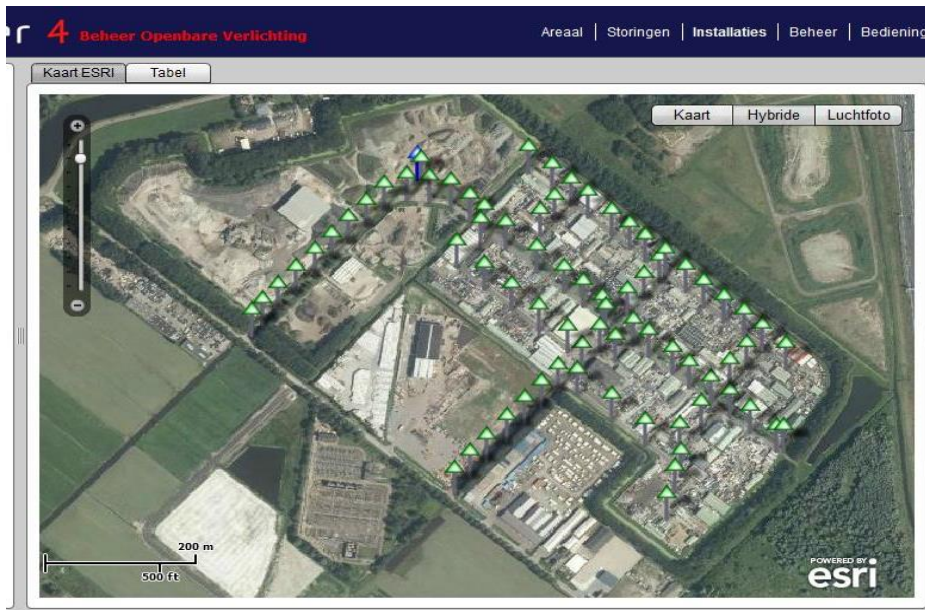 4 Beheer Openbare Verlichting
Areaal | Storingen | Installaties | Beheer | Bediening
Kaart ESRI
Tabel
Kaart
Hybride
Luchtfoto
200 m
500 ft
POWERED BY
esri